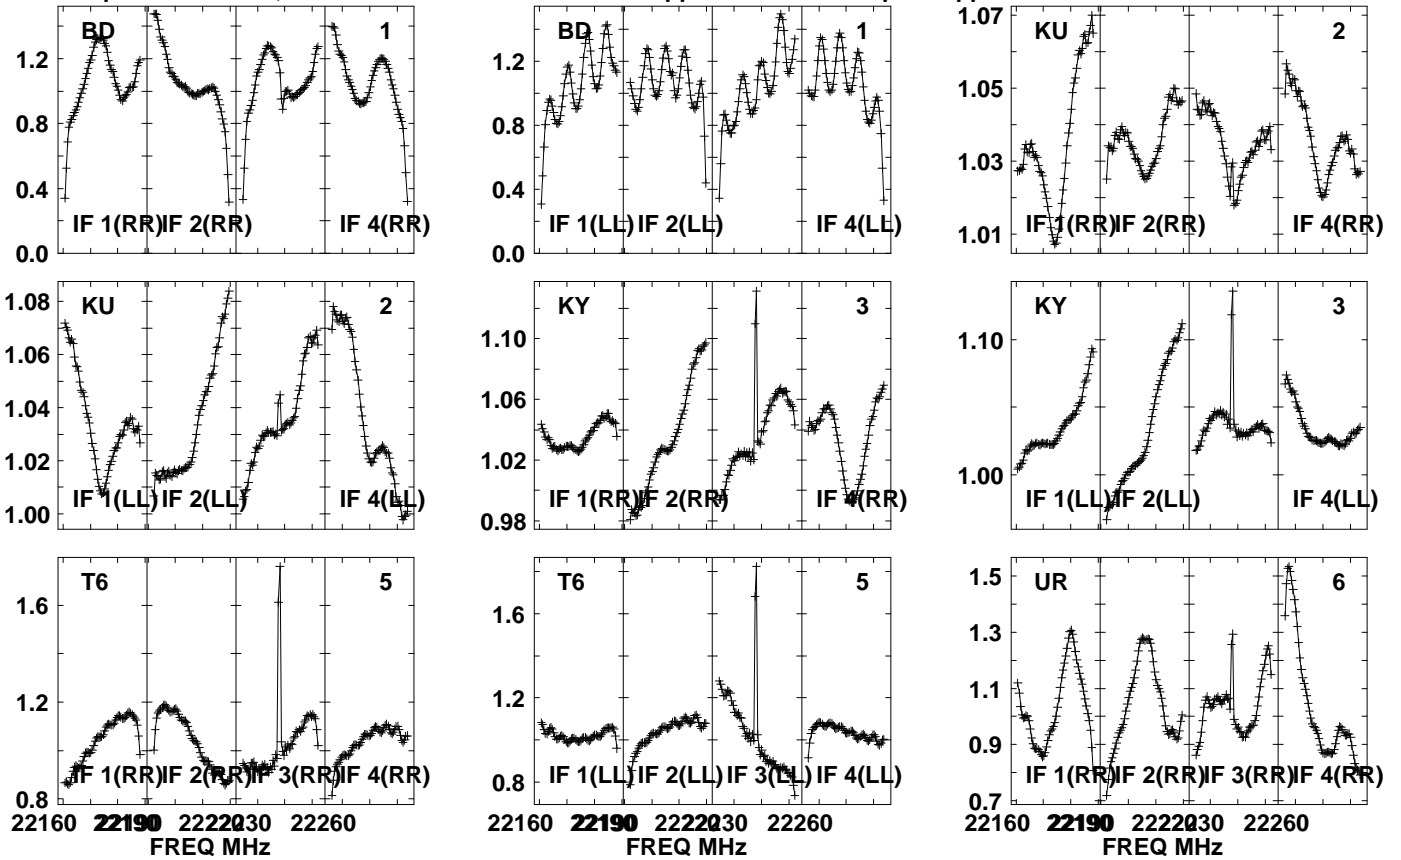 BD 1
1.2
0.8
0.4
0.0
IF 1(RR) IF 2(RR) IF 4(RR)
BD 1
1.2
0.8
0.4
0.0
IF 1(LL) IF 2(LL) IF 4(LL)
KU 2
1.07
1.05
1.03
1.01
IF 1(RR) IF 2(RR) IF 4(RR)
KU 2
1.08
1.06
1.04
1.02
1.00
IF 1(LL) IF 2(LL) IF 4(LL)
KY 3
1.10
1.06
1.02
0.98
IF 1(RR) IF 2(RR) IF 4(RR)
KY 3
1.10
1.00
IF 1(LL) IF 2(LL) IF 4(LL)
T6 5
1.6
1.2
0.8
IF 1(RR) IF 2(RR) IF 3(RR) IF 4(RR)
22160 22190 22220 22230 22260
FREQ MHz
T6 5
1.6
1.2
0.8
IF 1(LL) IF 2(LL) IF 3(LL) IF 4(LL)
22160 22190 22220 22230 22260
UR 6
1.5
1.3
1.1
0.9
0.7
IF 1(RR) IF 2(RR) IF 3(RR) IF 4(RR)
22160 22190 22220 22230 22260
FREQ MHz